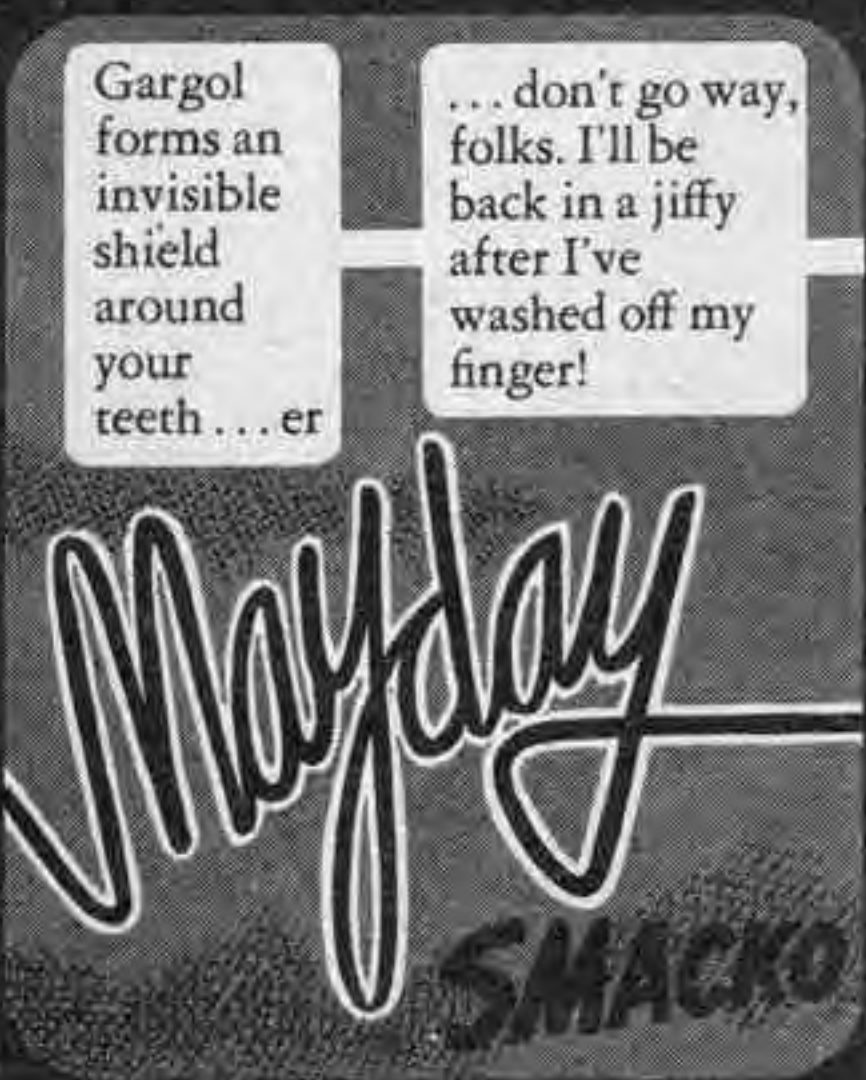 Gargol
forms an
invisible
shield
around
your
teeth . . . er
. . . don't go way,
folks. I'll be
back in a jiffy
after I've
washed off my
finger!
Mayday
SMACKO